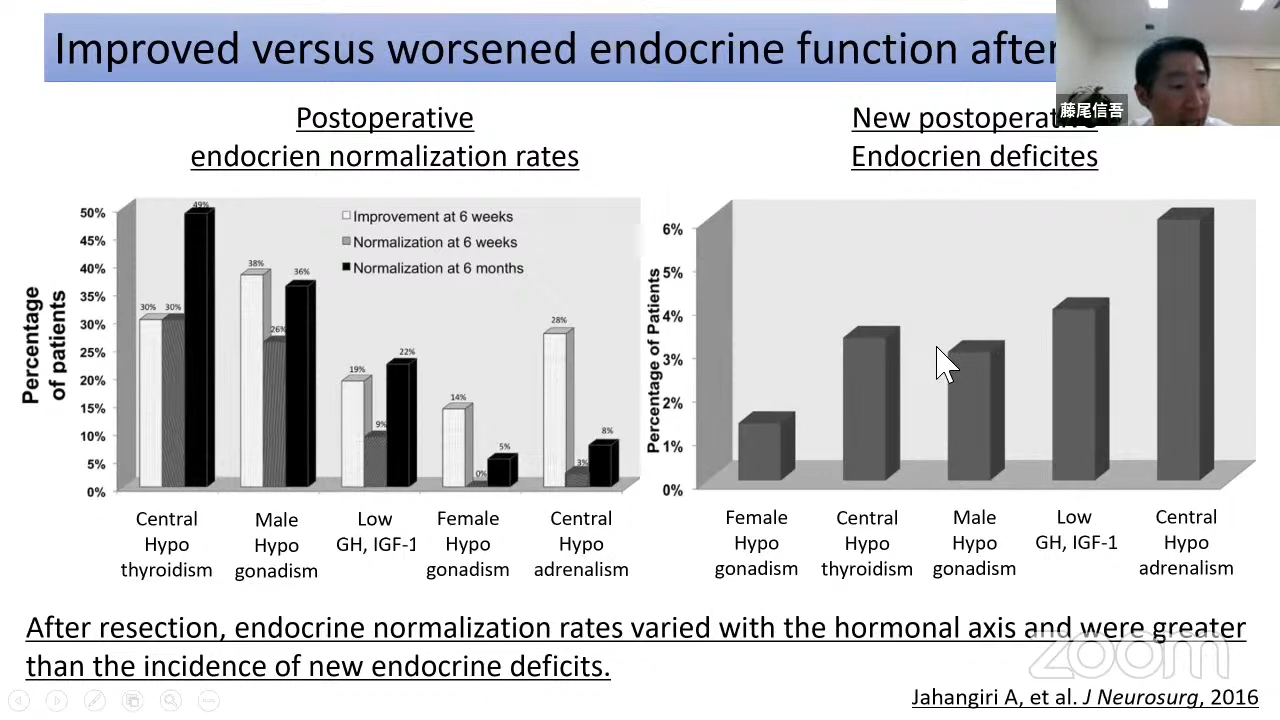 Improved versus worsened endocrine function after
藤尾信吾
Postoperative
endocrien normalization rates
New postoperative
Endocrien deficites
Percentage
of patients
50%
45%
40%
35%
30%
25%
20%
15%
10%
5%
0%
Improvement at 6 weeks
Normalization at 6 weeks
Normalization at 6 months
30% 30% 49%
38% 26% 36%
19% 9% 22%
14% 0% 5%
28% 3% 8%
Central
Hypo
thyroidism
Male
Hypo
gonadism
Low
GH, IGF-1
Female
Hypo
gonadism
Central
Hypo
adrenalism
Percentage of Patients
6%
5%
4%
3%
2%
1%
0%
Female
Hypo
gonadism
Central
Hypo
thyroidism
Male
Hypo
gonadism
Low
GH, IGF-1
Central
Hypo
adrenalism
After resection, endocrine normalization rates varied with the hormonal axis and were greater
than the incidence of new endocrine deficits.
zoom
Jahangiri A, et al. J Neurosurg, 2016